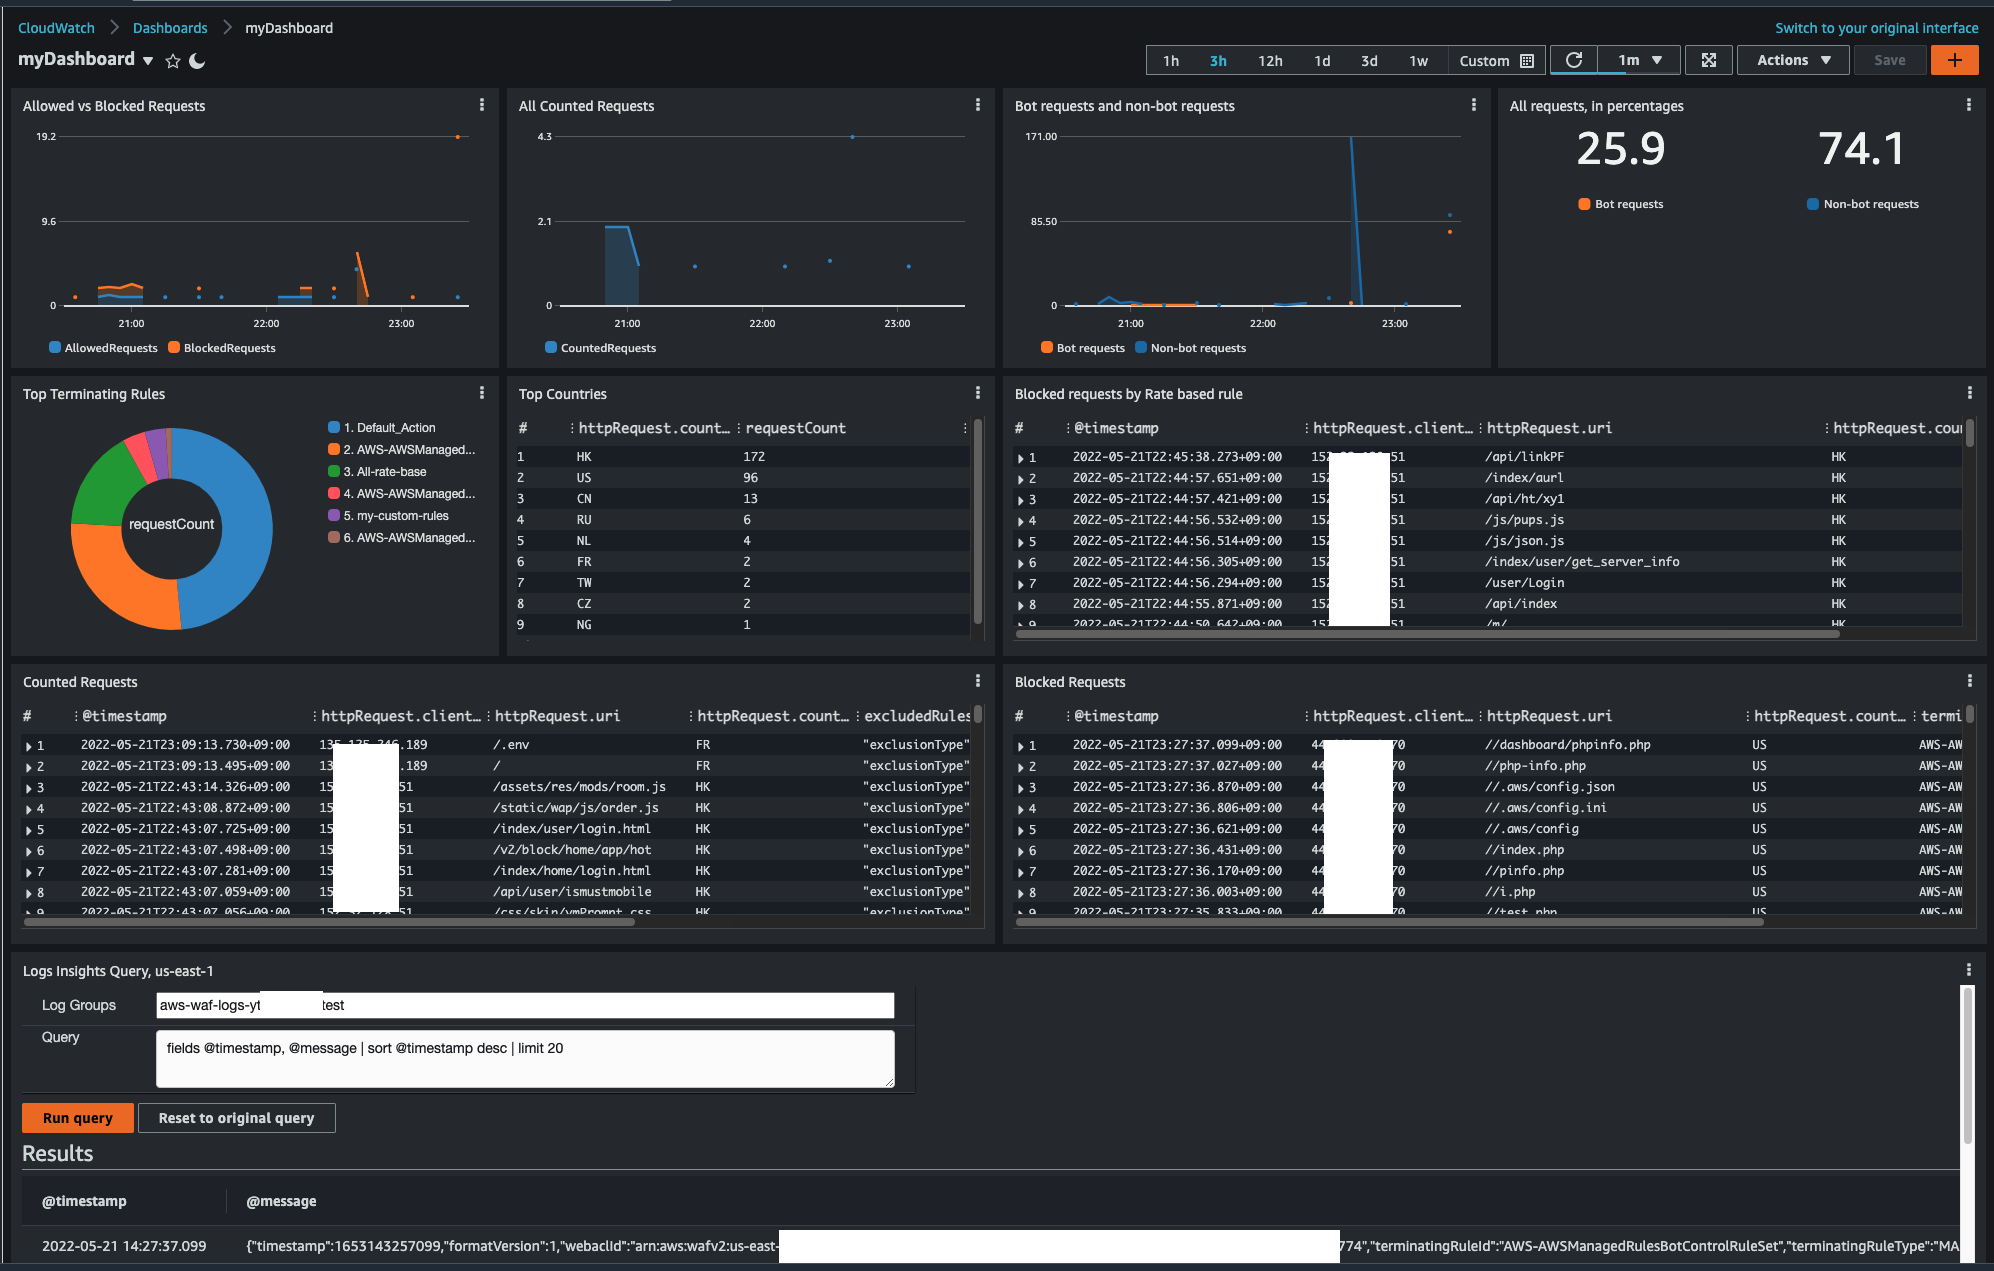 CloudWatch > Dashboards > myDashboard
Switch to your original interface
myDashboard
1h 3h 12h 1d 3d 1w Custom 1m Actions Save +
Allowed vs Blocked Requests
19.2
9.6
0
21:00 22:00 23:00
AllowedRequests BlockedRequests
All Counted Requests
4.3
2.1
0
21:00 22:00 23:00
CountedRequests
Bot requests and non-bot requests
171.00
85.50
0
21:00 22:00 23:00
Bot requests Non-bot requests
All requests, in percentages
25.9 74.1
Bot requests Non-bot requests
Top Terminating Rules
requestCount
1. Default_Action
2. AWS-AWSManaged...
3. All-rate-base
4. AWS-AWSManaged...
5. my-custom-rules
6. AWS-AWSManaged...
Top Countries
# httpRequest.count... requestCount
1 HK 172
2 US 96
3 CN 13
4 RU 6
5 NL 4
6 FR 2
7 TW 2
8 CZ 2
9 NG 1
Blocked requests by Rate based rule
# @timestamp httpRequest.client... httpRequest.uri httpRequest.cou
1 2022-05-21T22:45:38.273+09:00 152 51 /api/linkPF HK
2 2022-05-21T22:44:57.651+09:00 152 51 /index/aurl HK
3 2022-05-21T22:44:57.421+09:00 152 51 /api/ht/xy1 HK
4 2022-05-21T22:44:56.532+09:00 152 51 /js/pups.js HK
5 2022-05-21T22:44:56.514+09:00 152 51 /js/json.js HK
6 2022-05-21T22:44:56.305+09:00 152 51 /index/user/get_server_info HK
7 2022-05-21T22:44:56.294+09:00 152 51 /user/Login HK
8 2022-05-21T22:44:55.871+09:00 152 51 /api/index HK
9 2022-05-21T22:44:50.642+09:00 152 51 /m/ HK
Counted Requests
# @timestamp httpRequest.client... httpRequest.uri httpRequest.count... excludedRules
1 2022-05-21T23:09:13.730+09:00 .189 /.env FR "exclusionType"
2 2022-05-21T23:09:13.495+09:00 13 .189 / FR "exclusionType"
3 2022-05-21T22:43:14.326+09:00 15 51 /assets/res/mods/room.js HK "exclusionType"
4 2022-05-21T22:43:08.872+09:00 15 51 /static/wap/js/order.js HK "exclusionType"
5 2022-05-21T22:43:07.725+09:00 15 51 /index/user/login.html HK "exclusionType"
6 2022-05-21T22:43:07.498+09:00 15 51 /v2/block/home/app/hot HK "exclusionType"
7 2022-05-21T22:43:07.281+09:00 15 51 /index/home/login.html HK "exclusionType"
8 2022-05-21T22:43:07.059+09:00 15 51 /api/user/ismustmobile HK "exclusionType"
9 2022-05-21T22:43:07.056+09:00 51 /css/skin/ymPrompt.css HK "exclusionType"
Blocked Requests
# @timestamp httpRequest.client... httpRequest.uri httpRequest.count... termi
1 2022-05-21T23:27:37.099+09:00 44 70 //dashboard/phpinfo.php US AWS-AW
2 2022-05-21T23:27:37.027+09:00 44 70 //php-info.php US AWS-AW
3 2022-05-21T23:27:36.870+09:00 44 70 //.aws/config.json US AWS-AW
4 2022-05-21T23:27:36.806+09:00 44 70 //.aws/config.ini US AWS-AW
5 2022-05-21T23:27:36.621+09:00 44 70 //.aws/config US AWS-AW
6 2022-05-21T23:27:36.431+09:00 44 70 //index.php US AWS-AW
7 2022-05-21T23:27:36.170+09:00 44 70 //pinfo.php US AWS-AW
8 2022-05-21T23:27:36.003+09:00 44 70 //i.php US AWS-AW
9 2022-05-21T23:27:35.833+09:00 44 70 //test.php US AWS-AW
Logs Insights Query, us-east-1
Log Groups aws-waf-logs-yt test
Query fields @timestamp, @message | sort @timestamp desc | limit 20
Run query Reset to original query
Results
@timestamp @message
2022-05-21 14:27:37.099 {"timestamp":1653143257099,"formatVersion":1,"webaclId":"arn:aws:wafv2:us-east- 774","terminatingRuleId":"AWS-AWSManagedRulesBotControlRuleSet","terminatingRuleType":"MA